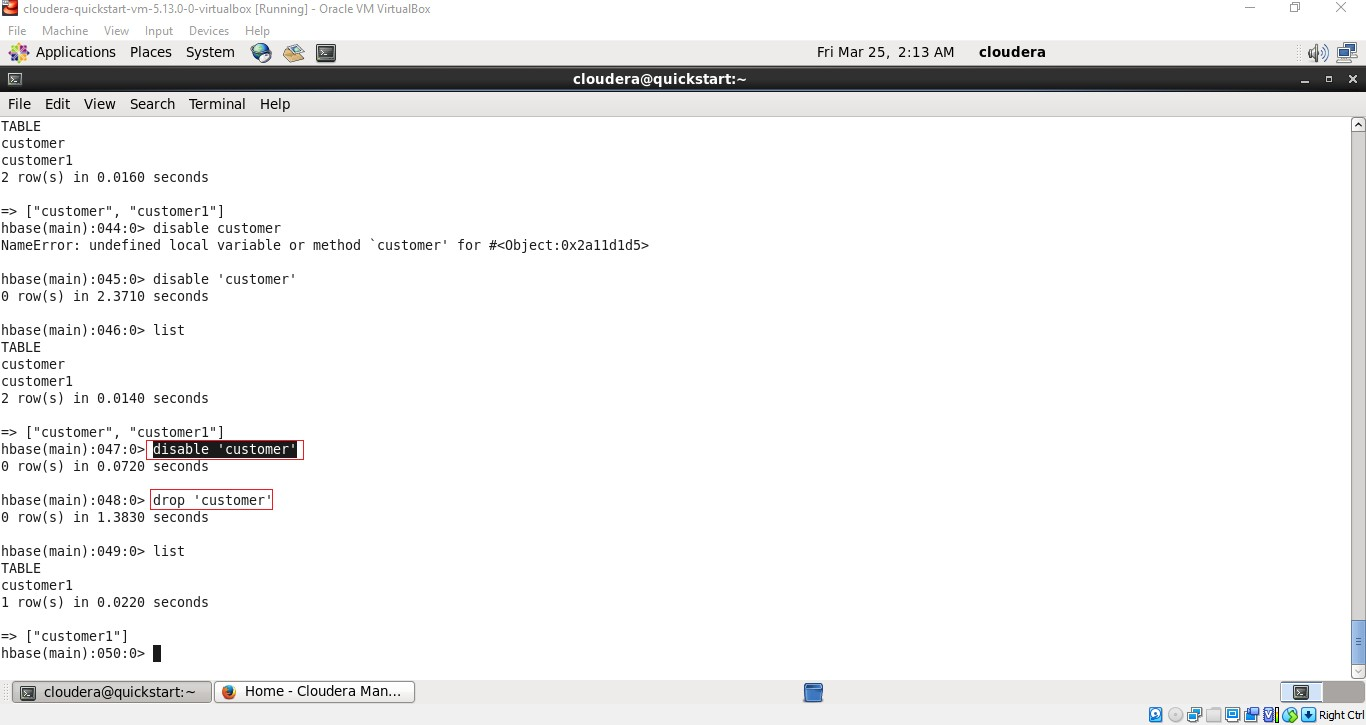 cloudera-quickstart-vm-5.13.0-0-virtualbox [Running] - Oracle VM VirtualBox
File Machine View Input Devices Help
Applications Places System Fri Mar 25, 2:13 AM cloudera
cloudera@quickstart:~
File Edit View Search Terminal Help
TABLE
customer
customer1
2 row(s) in 0.0160 seconds
=> ["customer", "customer1"]
hbase(main):044:0> disable customer
NameError: undefined local variable or method `customer' for #<Object:0x2a11d1d5>
hbase(main):045:0> disable 'customer'
0 row(s) in 2.3710 seconds
hbase(main):046:0> list
TABLE
customer
customer1
2 row(s) in 0.0140 seconds
=> ["customer", "customer1"]
hbase(main):047:0> disable 'customer'
0 row(s) in 0.0720 seconds
hbase(main):048:0> drop 'customer'
0 row(s) in 1.3830 seconds
hbase(main):049:0> list
TABLE
customer1
1 row(s) in 0.0220 seconds
=> ["customer1"]
hbase(main):050:0>
cloudera@quickstart:~ Home - Cloudera Man...
Right Ctrl